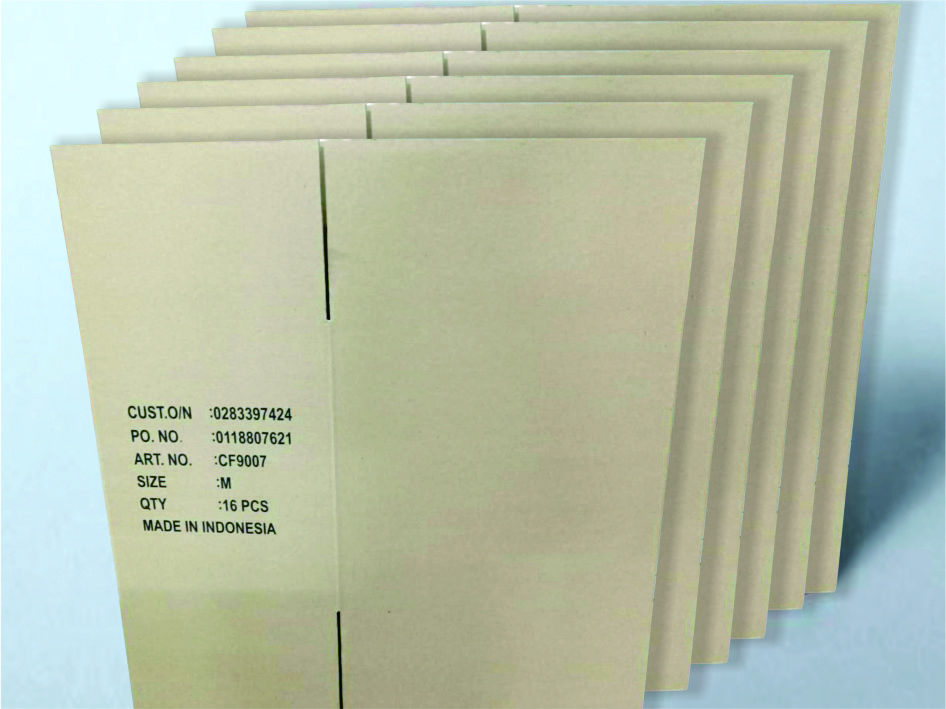 CUST.O/N :0283397424
PO. NO. :0118807621
ART. NO. :CF9007
SIZE :M
QTY :16 PCS
MADE IN INDONESIA